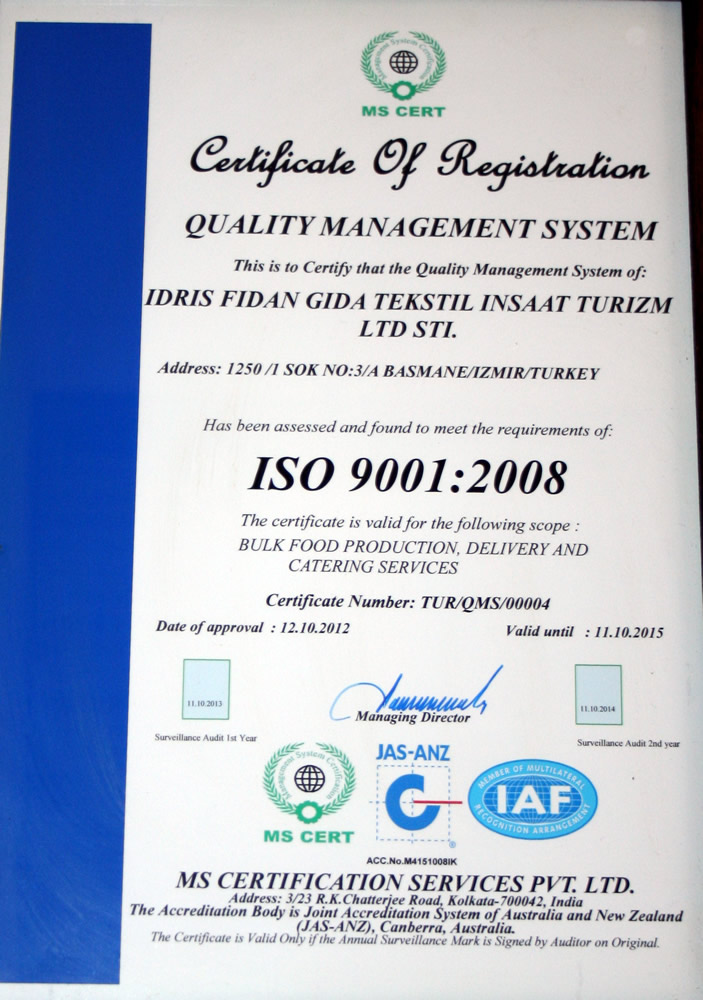 Management System Certification
MS CERT
Certificate Of Registration
QUALITY MANAGEMENT SYSTEM
This is to Certify that the Quality Management System of:
IDRIS FIDAN GIDA TEKSTIL INSAAT TURIZM
LTD STI.
Address: 1250 /1 SOK NO:3/A BASMANE/IZMIR/TURKEY
Has been assessed and found to meet the requirements of:
ISO 9001:2008
The certificate is valid for the following scope :
BULK FOOD PRODUCTION, DELIVERY AND
CATERING SERVICES
Certificate Number: TUR/QMS/00004
Date of approval : 12.10.2012
Valid until : 11.10.2015
11.10.2013
Surveillance Audit 1st Year
Managing Director
11.10.2014
Surveillance Audit 2nd year
Management System Certification
MS CERT
JAS-ANZ
®
MEMBER OF MULTILATERAL
IAF
RECOGNITION ARRANGEMENT
ACC.No.M4151008IK
MS CERTIFICATION SERVICES PVT. LTD.
Address: 3/23 R.K.Chatterjee Road, Kolkata-700042, India
The Accreditation Body is Joint Accreditation System of Australia and New Zealand
(JAS-ANZ), Canberra, Australia.
The Certificate is Valid Only if the Annual Surveillance Mark is Signed by Auditor on Original.